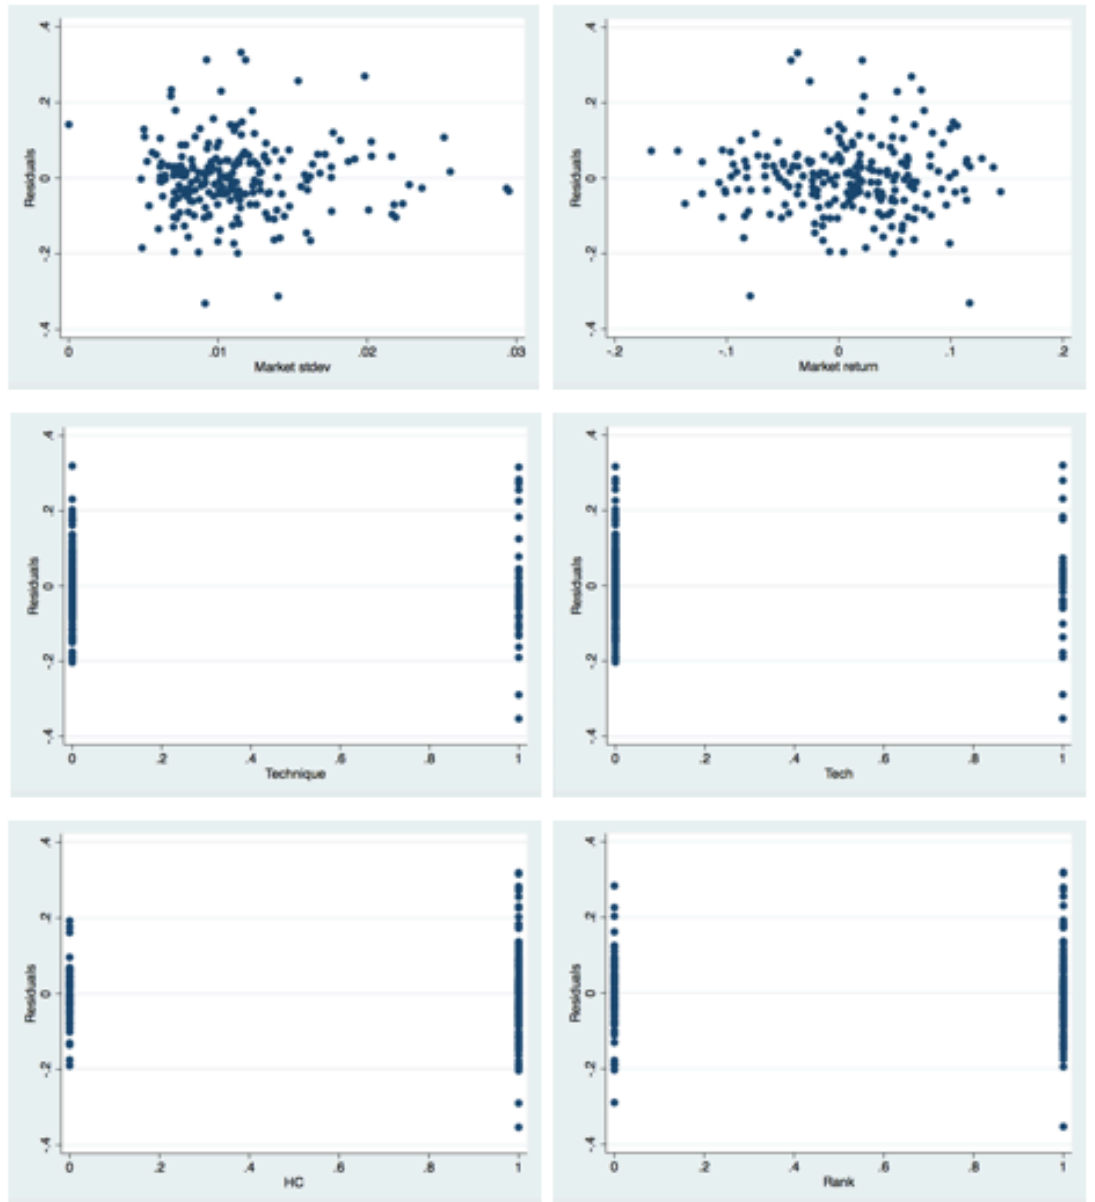 .4
.2
0
-.2
-.4
Residuals
0 .01 .02 .03
Market stdev
.4
.2
0
-.2
-.4
Residuals
-.2 -.1 0 .1 .2
Market return
.4
.2
0
-.2
-.4
Residuals
0 .2 .4 .6 .8 1
Technique
.4
.2
0
-.2
-.4
Residuals
0 .2 .4 .6 .8 1
Tech
.4
.2
0
-.2
-.4
Residuals
0 .2 .4 .6 .8 1
HC
.4
.2
0
-.2
-.4
Residuals
0 .2 .4 .6 .8 1
Rank